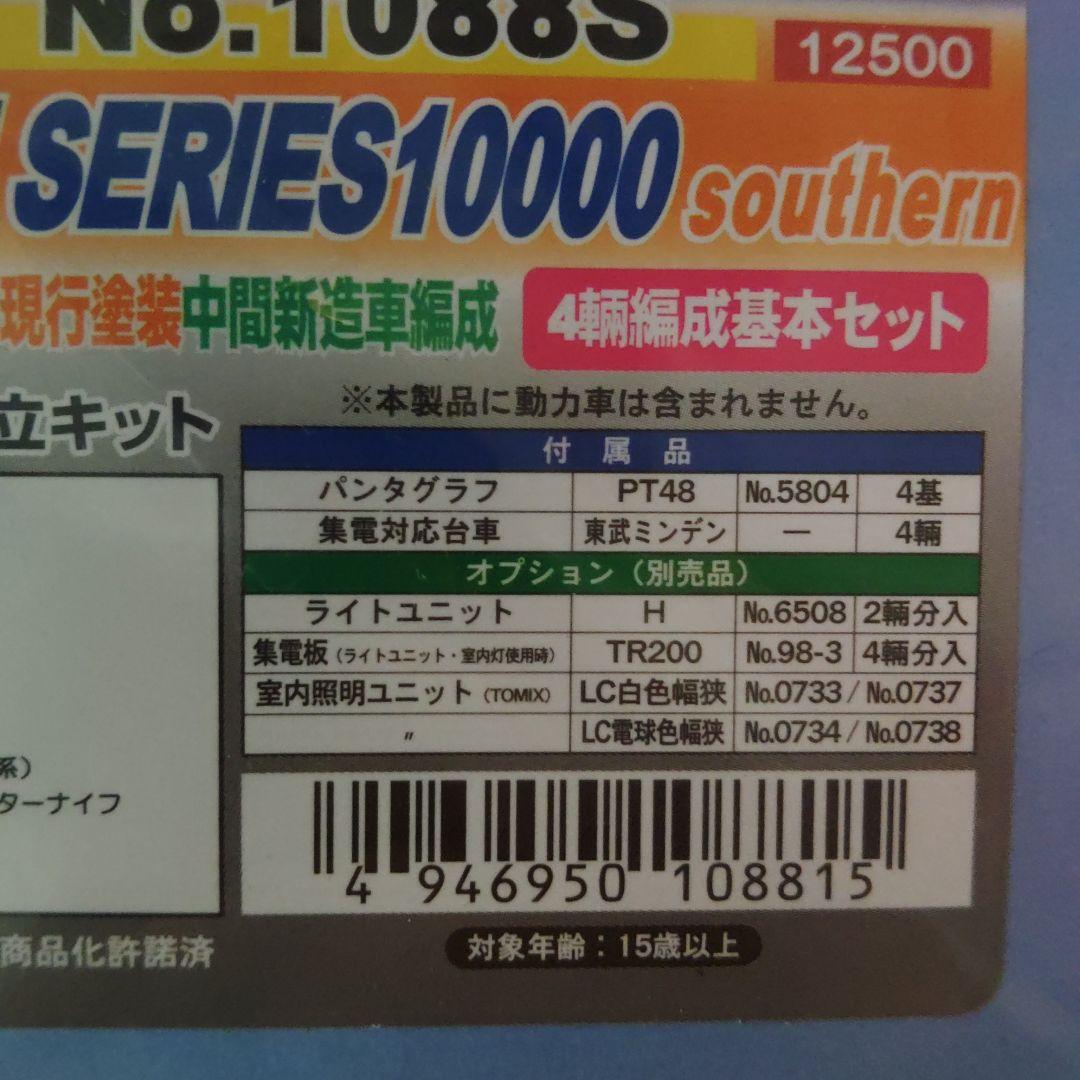 No.1088S
12500
SERIES10000 southern
現行塗装中間新造車編成
4輌編成基本セット
立キット
※本製品に動力車は含まれません。
付属品
パンタグラフ PT48 No.5804 4基
集電対応台車 東武ミンデン ― 4輌
オプション（別売品）
ライトユニット H No.6508 2輌分入
集電板（ライトユニット・室内灯使用時） TR200 No.98-3 4輌分入
室内照明ユニット（TOMIX） LC白色幅狭 No.0733 / No.0737
〃 LC電球色幅狭 No.0734 / No.0738
系）
ターナイフ
4 946950 108815
商品化許諾済
対象年齢：15歳以上